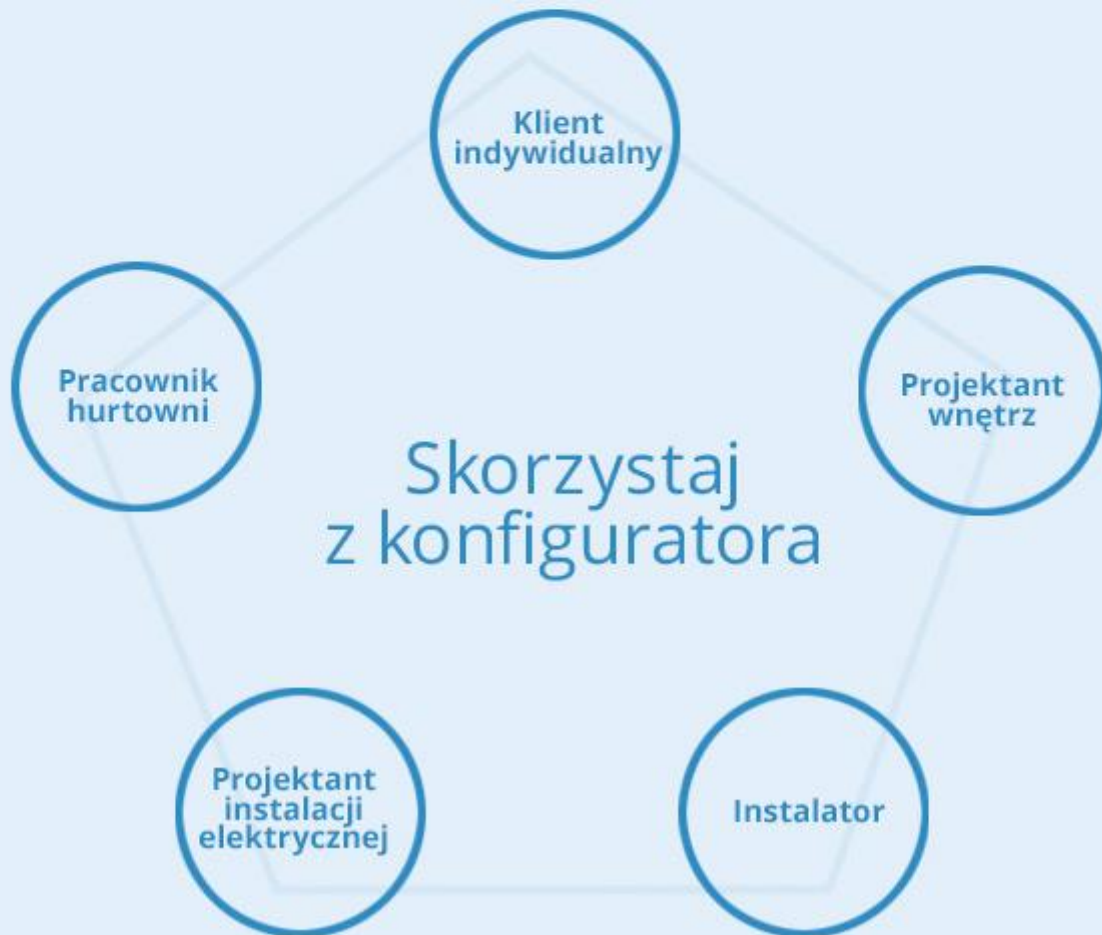 Klient
indywidualny
Pracownik
hurtowni
Projektant
wnętrz
Skorzystaj
z konfiguratora
Projektant
instalacji
elektrycznej
Instalator